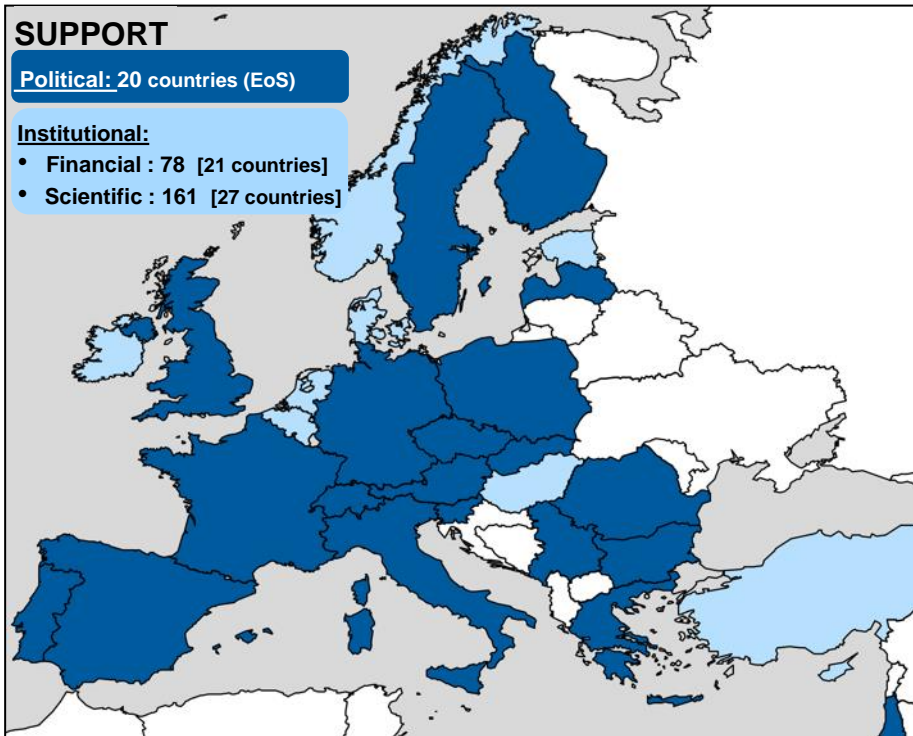 SUPPORT
Political: 20 countries (EoS)
Institutional:
• Financial : 78 [21 countries]
• Scientific : 161 [27 countries]